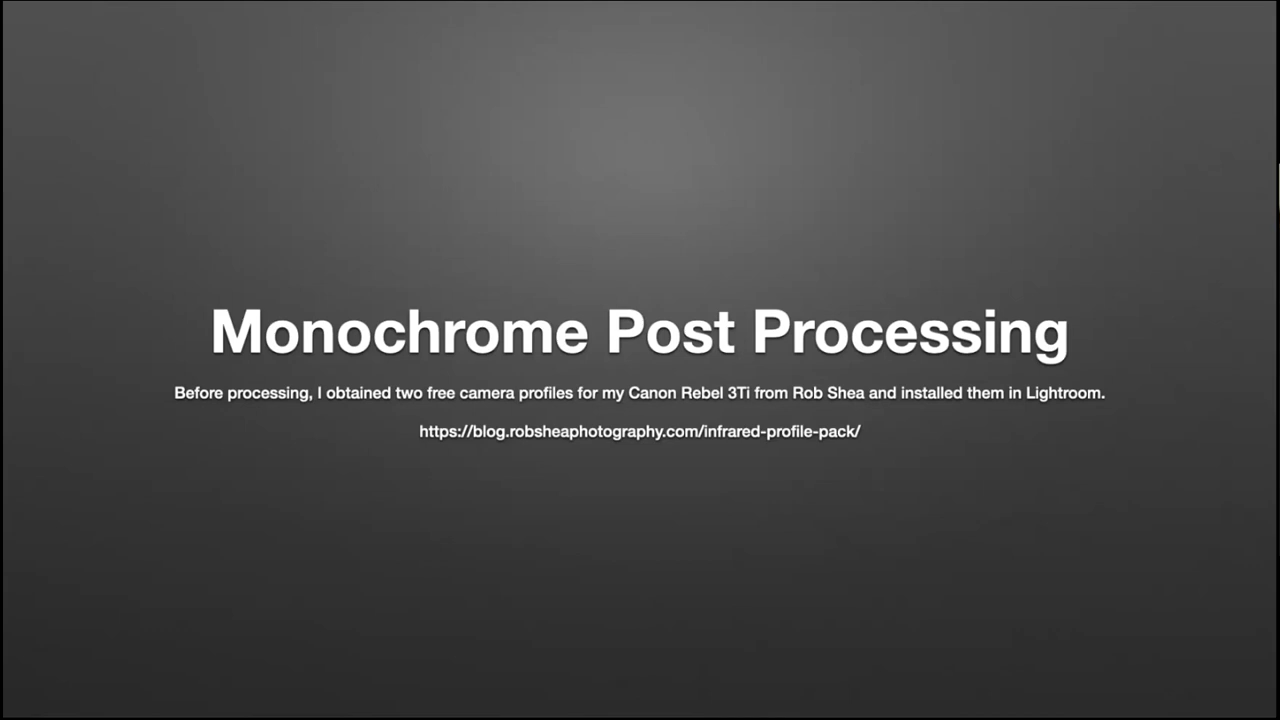 Monochrome Post Processing
Before processing, I obtained two free camera profiles for my Canon Rebel 3Ti from Rob Shea and installed them in Lightroom.
https://blog.robsheaphotography.com/infrared-profile-pack/